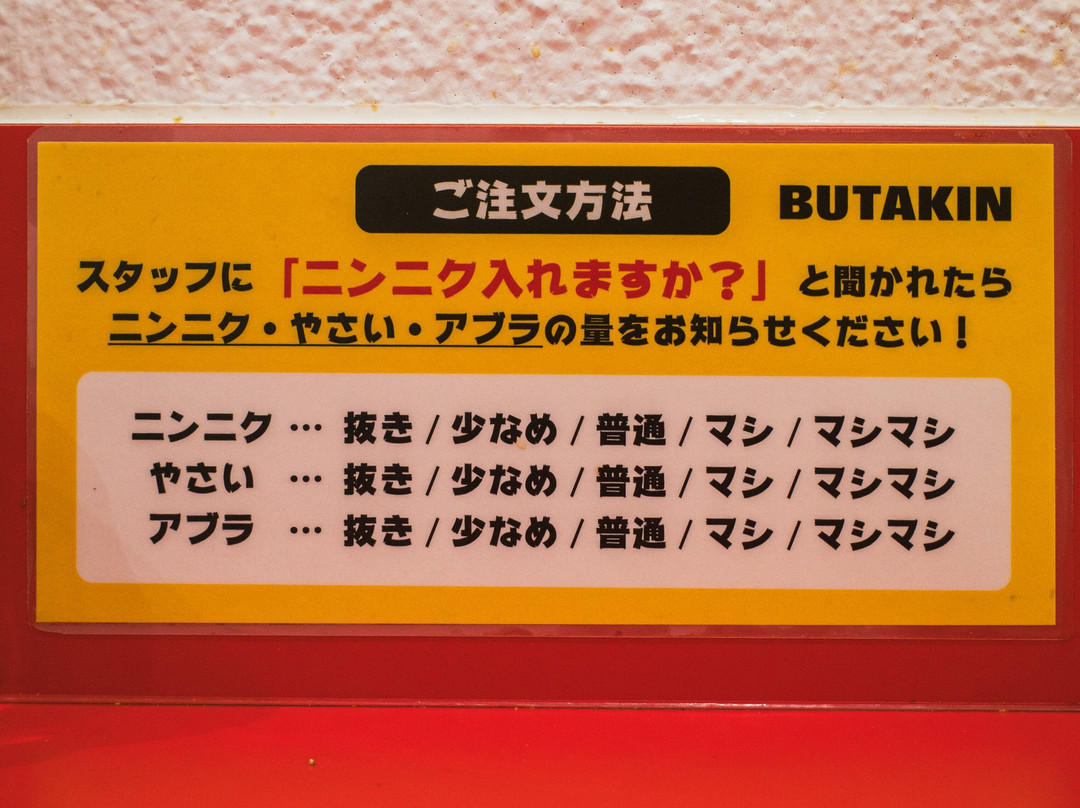 ご注文方法
BUTAKIN
スタッフに「ニンニク入れますか?」と聞かれたら
ニンニク・やさい・アブラの量をお知らせください!
ニンニク … 抜き / 少なめ / 普通 / マシ / マシマシ
やさい … 抜き / 少なめ / 普通 / マシ / マシマシ
アブラ … 抜き / 少なめ / 普通 / マシ / マシマシ